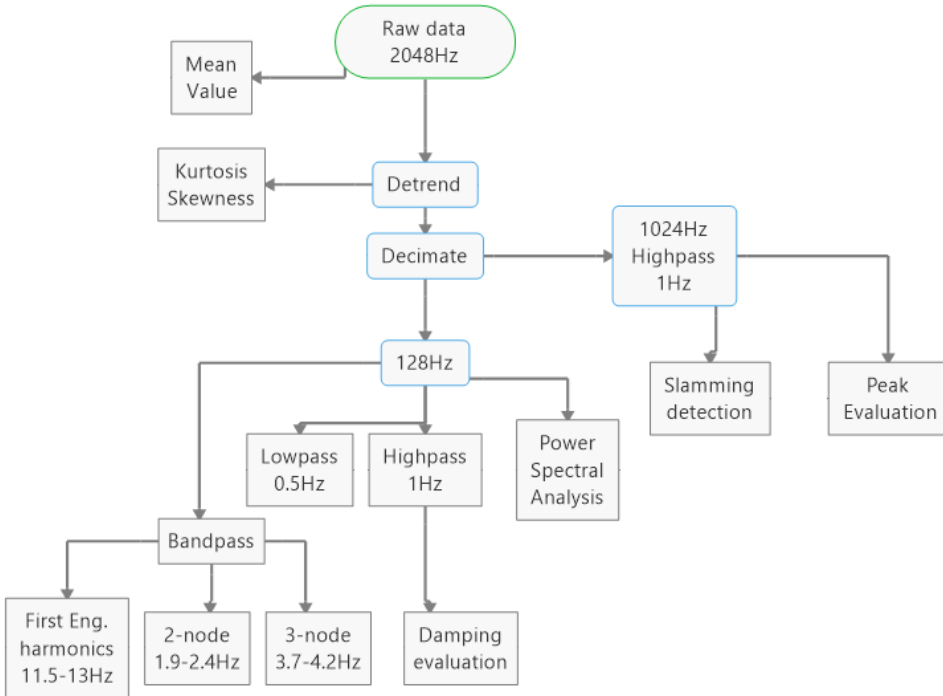 Raw data
2048Hz
Mean
Value
Kurtosis
Skewness
Detrend
Decimate
1024Hz
Highpass
1Hz
128Hz
Slamming
detection
Peak
Evaluation
Lowpass
0.5Hz
Highpass
1Hz
Power
Spectral
Analysis
Bandpass
First Eng.
harmonics
11.5-13Hz
2-node
1.9-2.4Hz
3-node
3.7-4.2Hz
Damping
evaluation